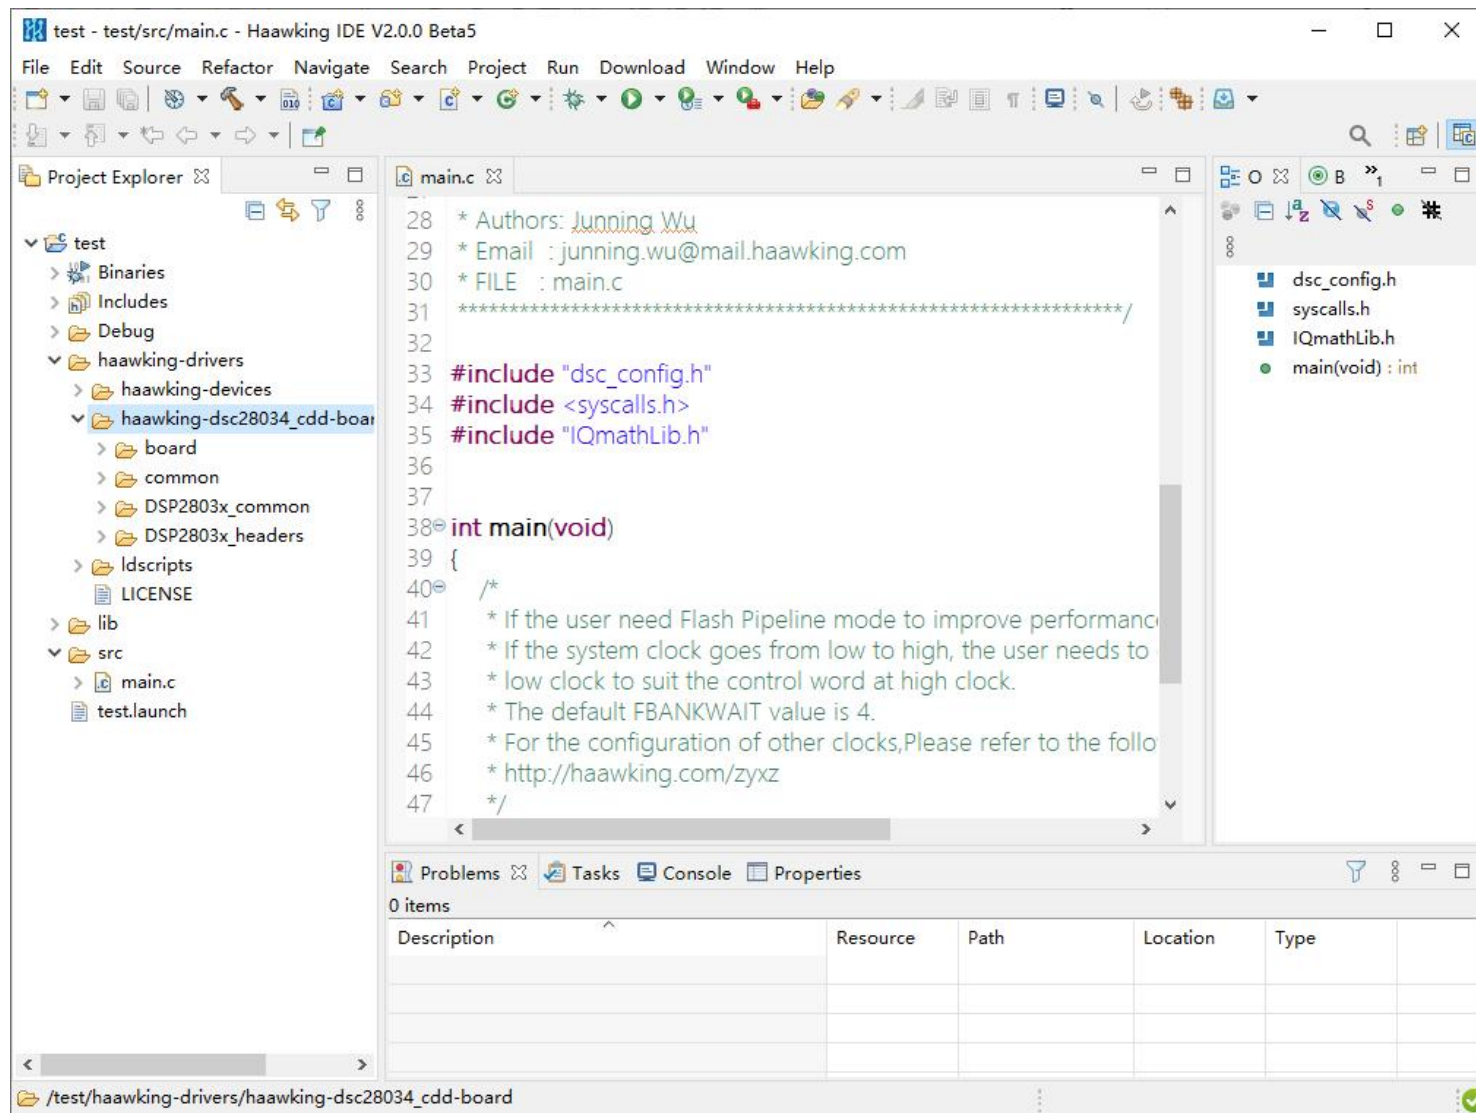 test - test/src/main.c - Haawking IDE V2.0.0 Beta5
File Edit Source Refactor Navigate Search Project Run Download Window Help
Project Explorer
test
Binaries
Includes
Debug
haawking-drivers
haawking-devices
haawking-dsc28034_cdd-boar
board
common
DSP2803x_common
DSP2803x_headers
ldscripts
LICENSE
lib
src
main.c
test.launch
main.c
28 * Authors: Junning Wu
29 * Email : junning.wu@mail.haawking.com
30 * FILE : main.c
31 ******************************************************************/
32
33 #include "dsc_config.h"
34 #include <syscalls.h>
35 #include "IQmathLib.h"
36
37
38 int main(void)
39 {
40 /*
41 * If the user need Flash Pipeline mode to improve performanc
42 * If the system clock goes from low to high, the user needs to
43 * low clock to suit the control word at high clock.
44 * The default FBANKWAIT value is 4.
45 * For the configuration of other clocks,Please refer to the follo
46 * http://haawking.com/zyxz
47 */
O B »1
dsc_config.h
syscalls.h
IQmathLib.h
main(void) : int
Problems Tasks Console Properties
0 items
Description Resource Path Location Type
/test/haawking-drivers/haawking-dsc28034_cdd-board